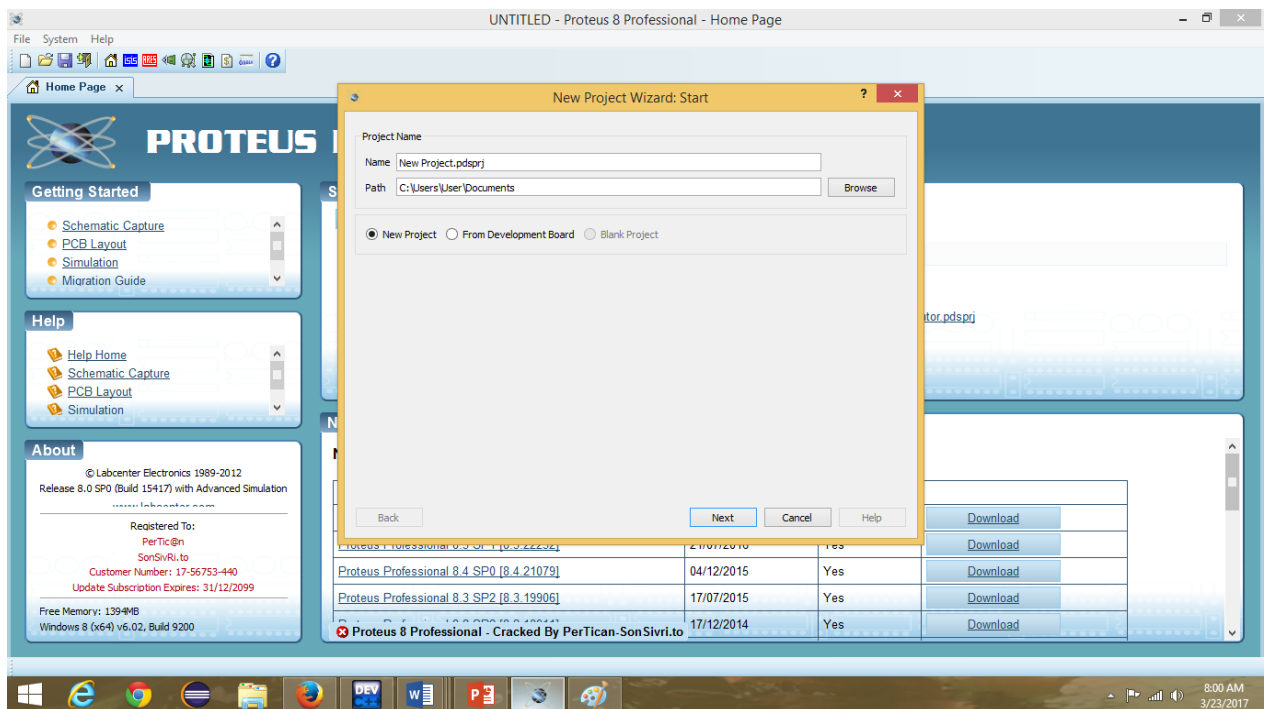 UNTITLED - Proteus 8 Professional - Home Page
File System Help
Home Page x
PROTEUS
New Project Wizard: Start
?
Project Name
Name New Project.pdsprj
Path C:\Users\User\Documents Browse
New Project From Development Board Blank Project
Back Next Cancel Help
Getting Started
Schematic Capture
PCB Layout
Simulation
Migration Guide
Help
Help Home
Schematic Capture
PCB Layout
Simulation
About
© Labcenter Electronics 1989-2012
Release 8.0 SP0 (Build 15417) with Advanced Simulation
Registered To:
PerTic@n
SonSivRi.to
Customer Number: 17-56753-440
Update Subscription Expires: 31/12/2099
Free Memory: 1394MB
Windows 8 (x64) v6.02, Build 9200
tor.pdsprj
Download
Download
Proteus Professional 8.4 SP0 [8.4.21079] 04/12/2015 Yes Download
Proteus Professional 8.3 SP2 [8.3.19906] 17/07/2015 Yes Download
17/12/2014 Yes Download
Proteus 8 Professional - Cracked By PerTican-SonSivri.to
DEV
8:00 AM
3/23/2017